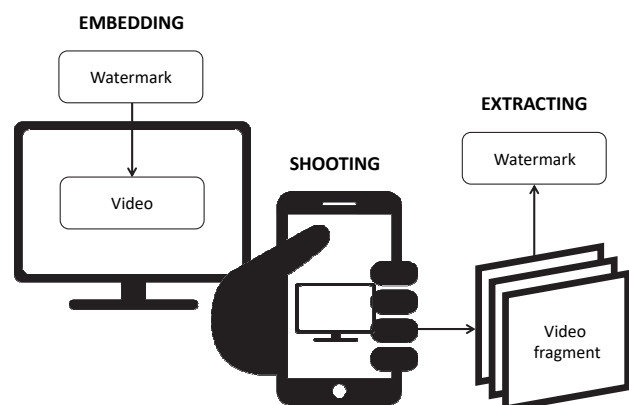 EMBEDDING
Watermark
Video
SHOOTING
EXTRACTING
Watermark
Video
fragment